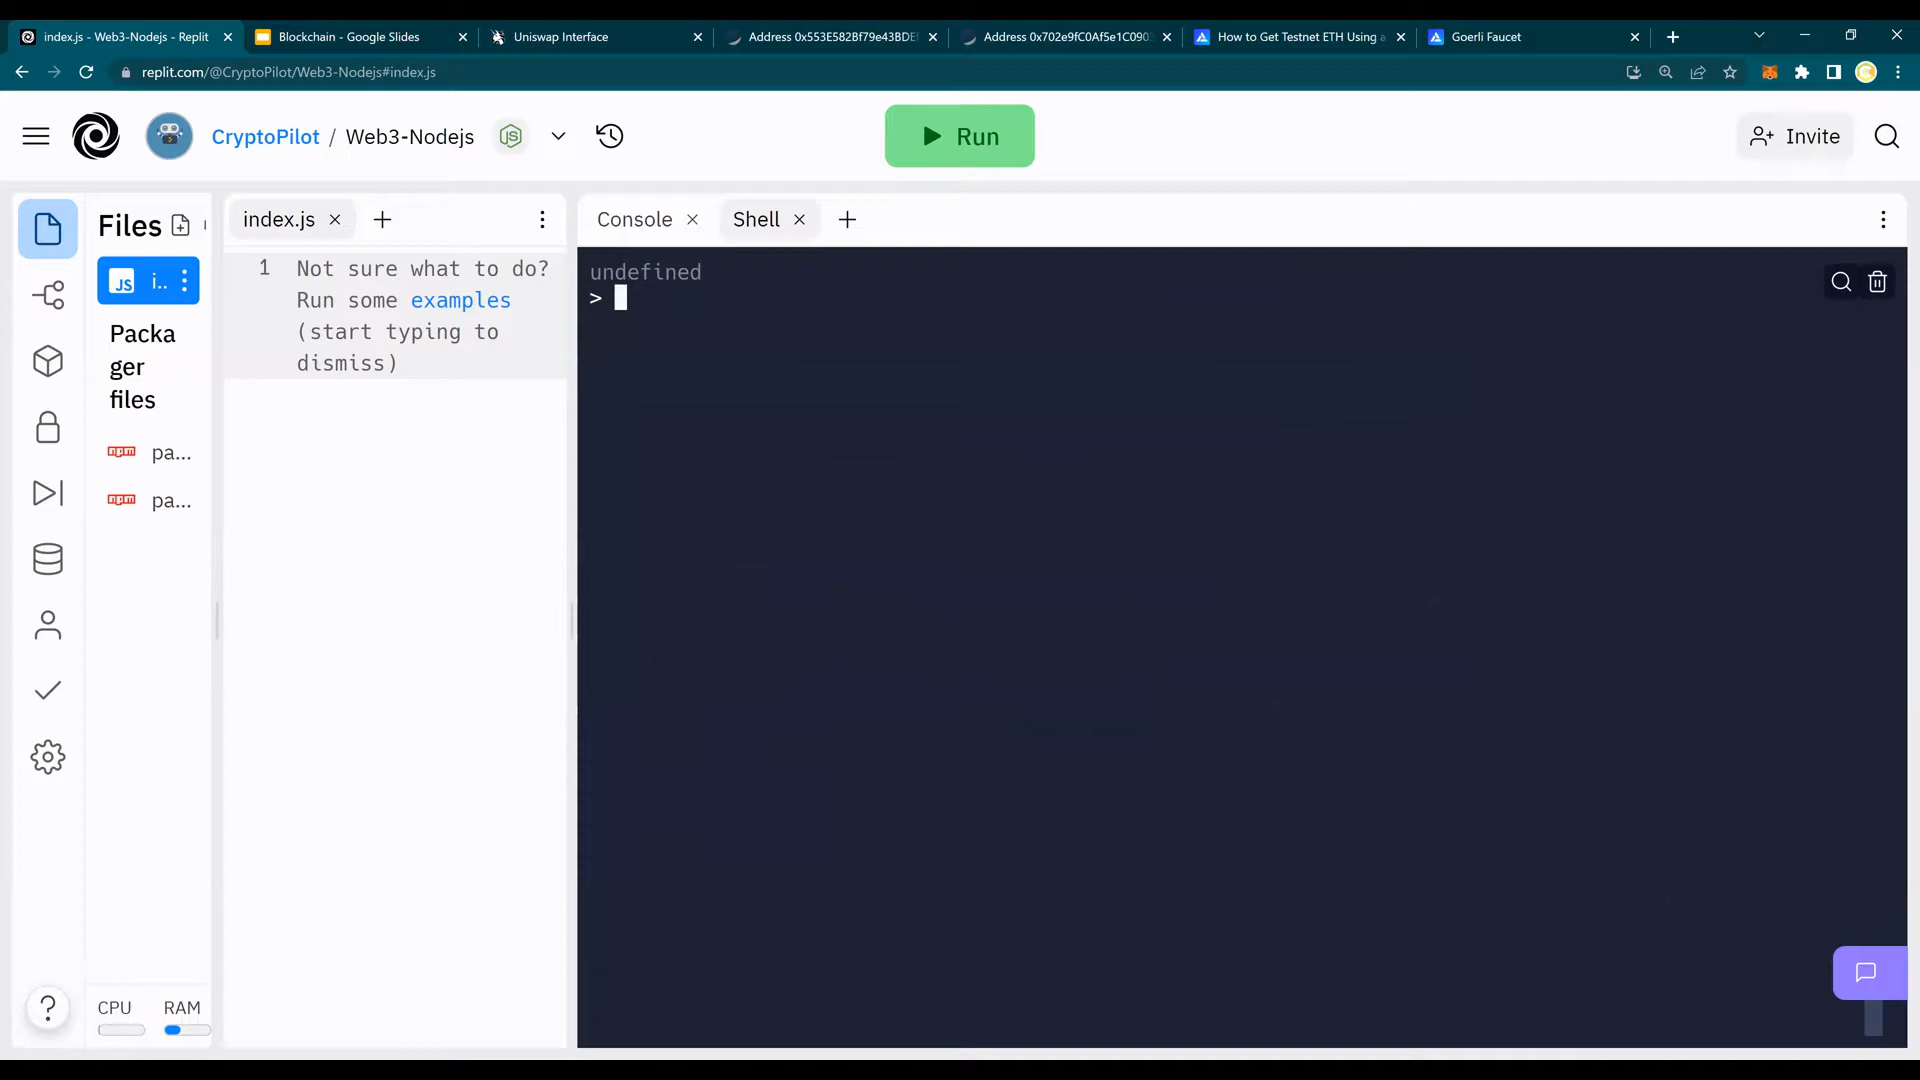 index.js - Web3-Nodejs - Replit
Blockchain - Google Slides
Uniswap Interface
Address 0x553E582Bf79e43BDE
Address 0x702e9fC0Af5e1C090
How to Get Testnet ETH Using a
Goerli Faucet
replit.com/@CryptoPilot/Web3-Nodejs#index.js
CryptoPilot / Web3-Nodejs
Run
Invite
Files
index.js
Console
Shell
JS i..
Packa
ger
files
pa...
pa...
1 Not sure what to do?
Run some examples
(start typing to
dismiss)
undefined
>
CPU RAM
?